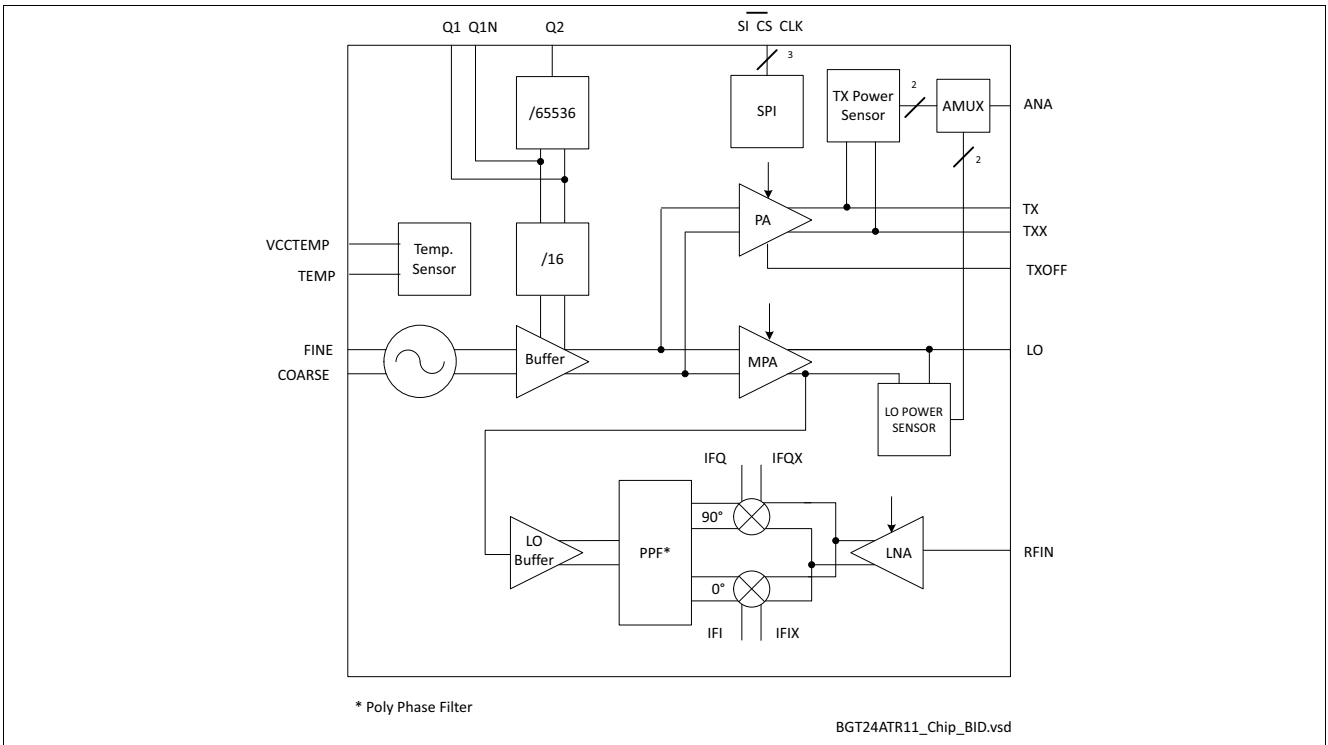 Q1 Q1N Q2 SI CS CLK
3
/65536
SPI
TX Power
Sensor
2
AMUX
ANA
2
PA
TX
TXX
TXOFF
VCCTEMP
TEMP
Temp.
Sensor
/16
FINE
COARSE
Buffer
MPA
LO
LO POWER
SENSOR
IFQ IFQX
90°
LO
Buffer
PPF*
LNA
RFIN
0°
IFI IFIX
* Poly Phase Filter
BGT24ATR11_Chip_BID.vsd